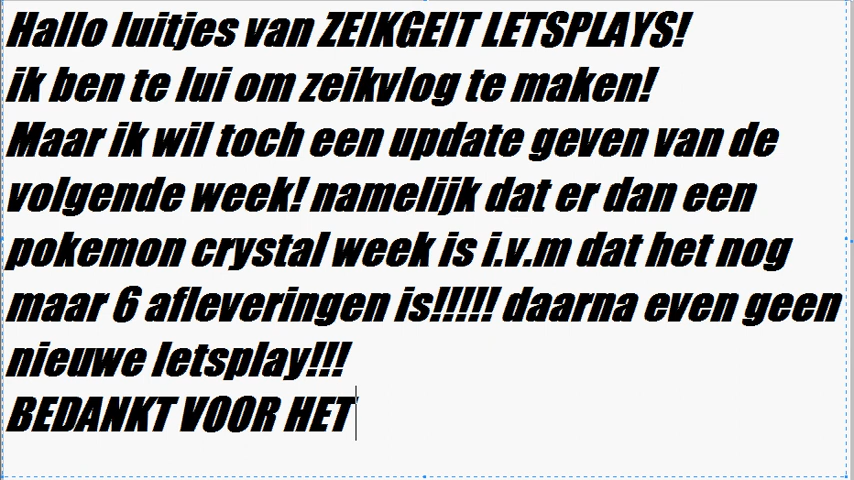 Hallo luitjes van ZEIKGEIT LETSPLAYS!
ik ben te lui om zeikvlog te maken!
Maar ik wil toch een update geven van de
volgende week! namelijk dat er dan een
pokemon crystal week is i.v.m dat het nog
maar 6 afleveringen is!!!!! daarna even geen
nieuwe letsplay!!!
BEDANKT VOOR HET